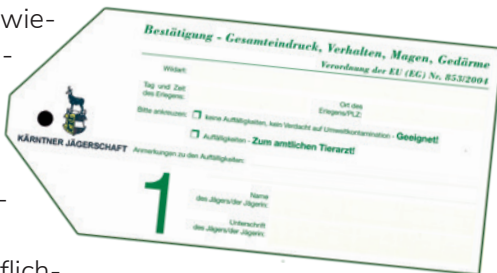 wie-
-
Bestätigung - Gesamteindruck, Verhalten, Magen, Gedärme
Verordnung der EU (EG) Nr. 853/2004
Wildart:
Tag und Zeit
des Erlegens:
Ort des
Erlegens/PLZ:
Bitte ankreuzen:
keine Auffälligkeiten, kein Verdacht auf Umweltkontamination - Geeignet!
Auffälligkeiten - Zum amtlichen Tierarzt!
KÄRNTNER JÄGERSCHAFT
Anmerkungen zu den Auffälligkeiten:
1
Name
des Jägers/der Jägerin:
Unterschrift
des Jägers/der Jägerin:
-
flich-